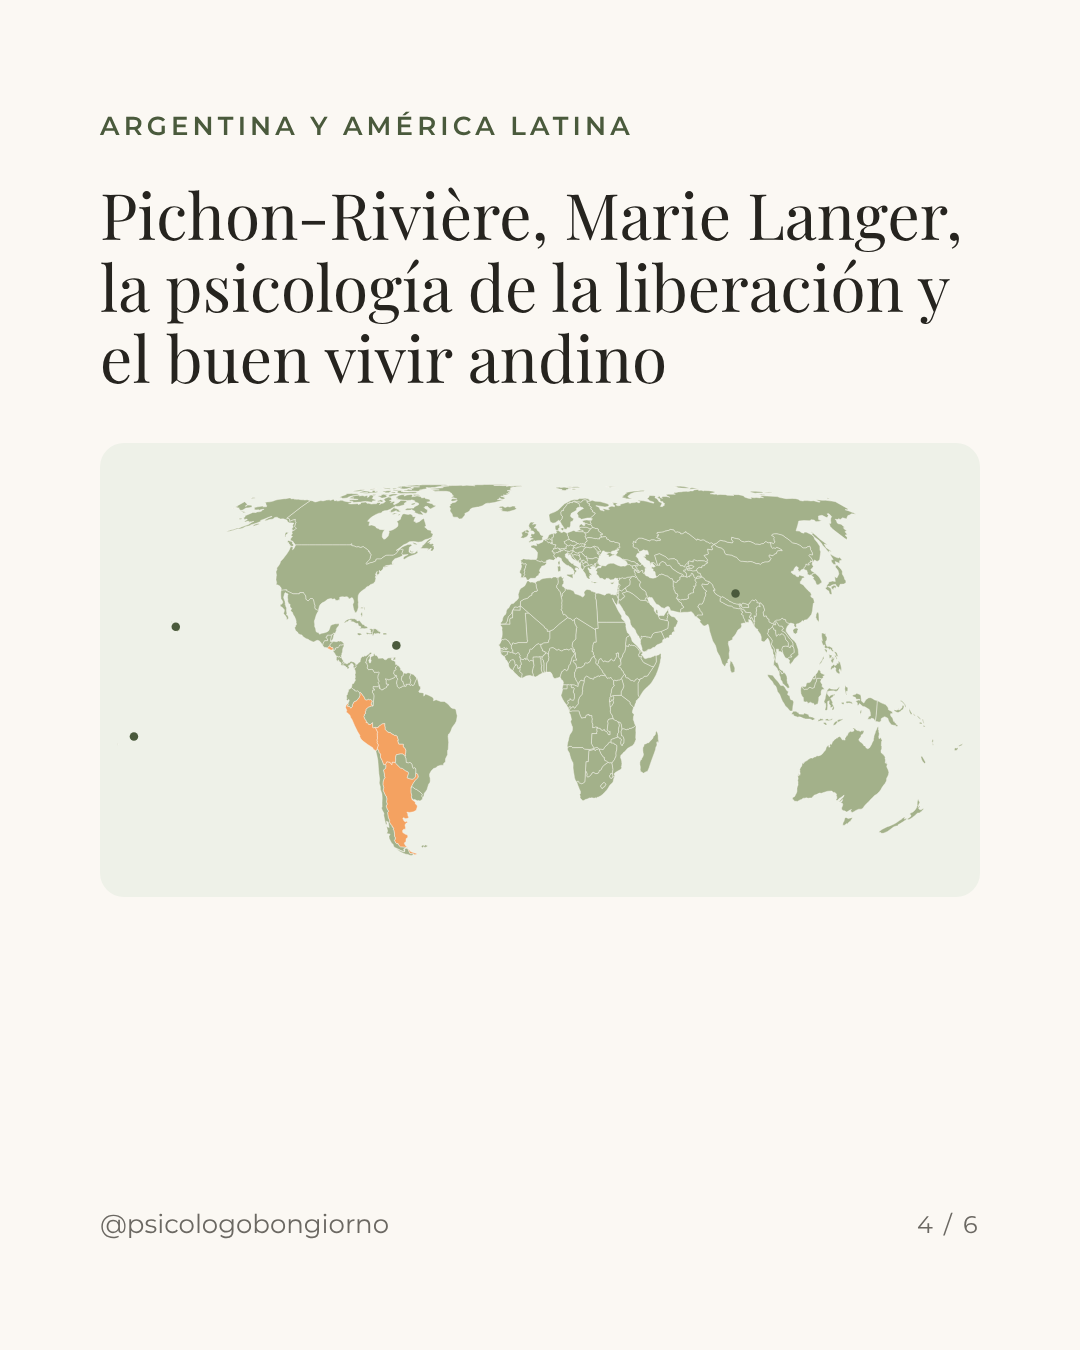 ARGENTINA Y AMÉRICA LATINA
Pichon-Rivière, Marie Langer,
la psicología de la liberación y
el buen vivir andino
@psicologobongiorno
4 / 6